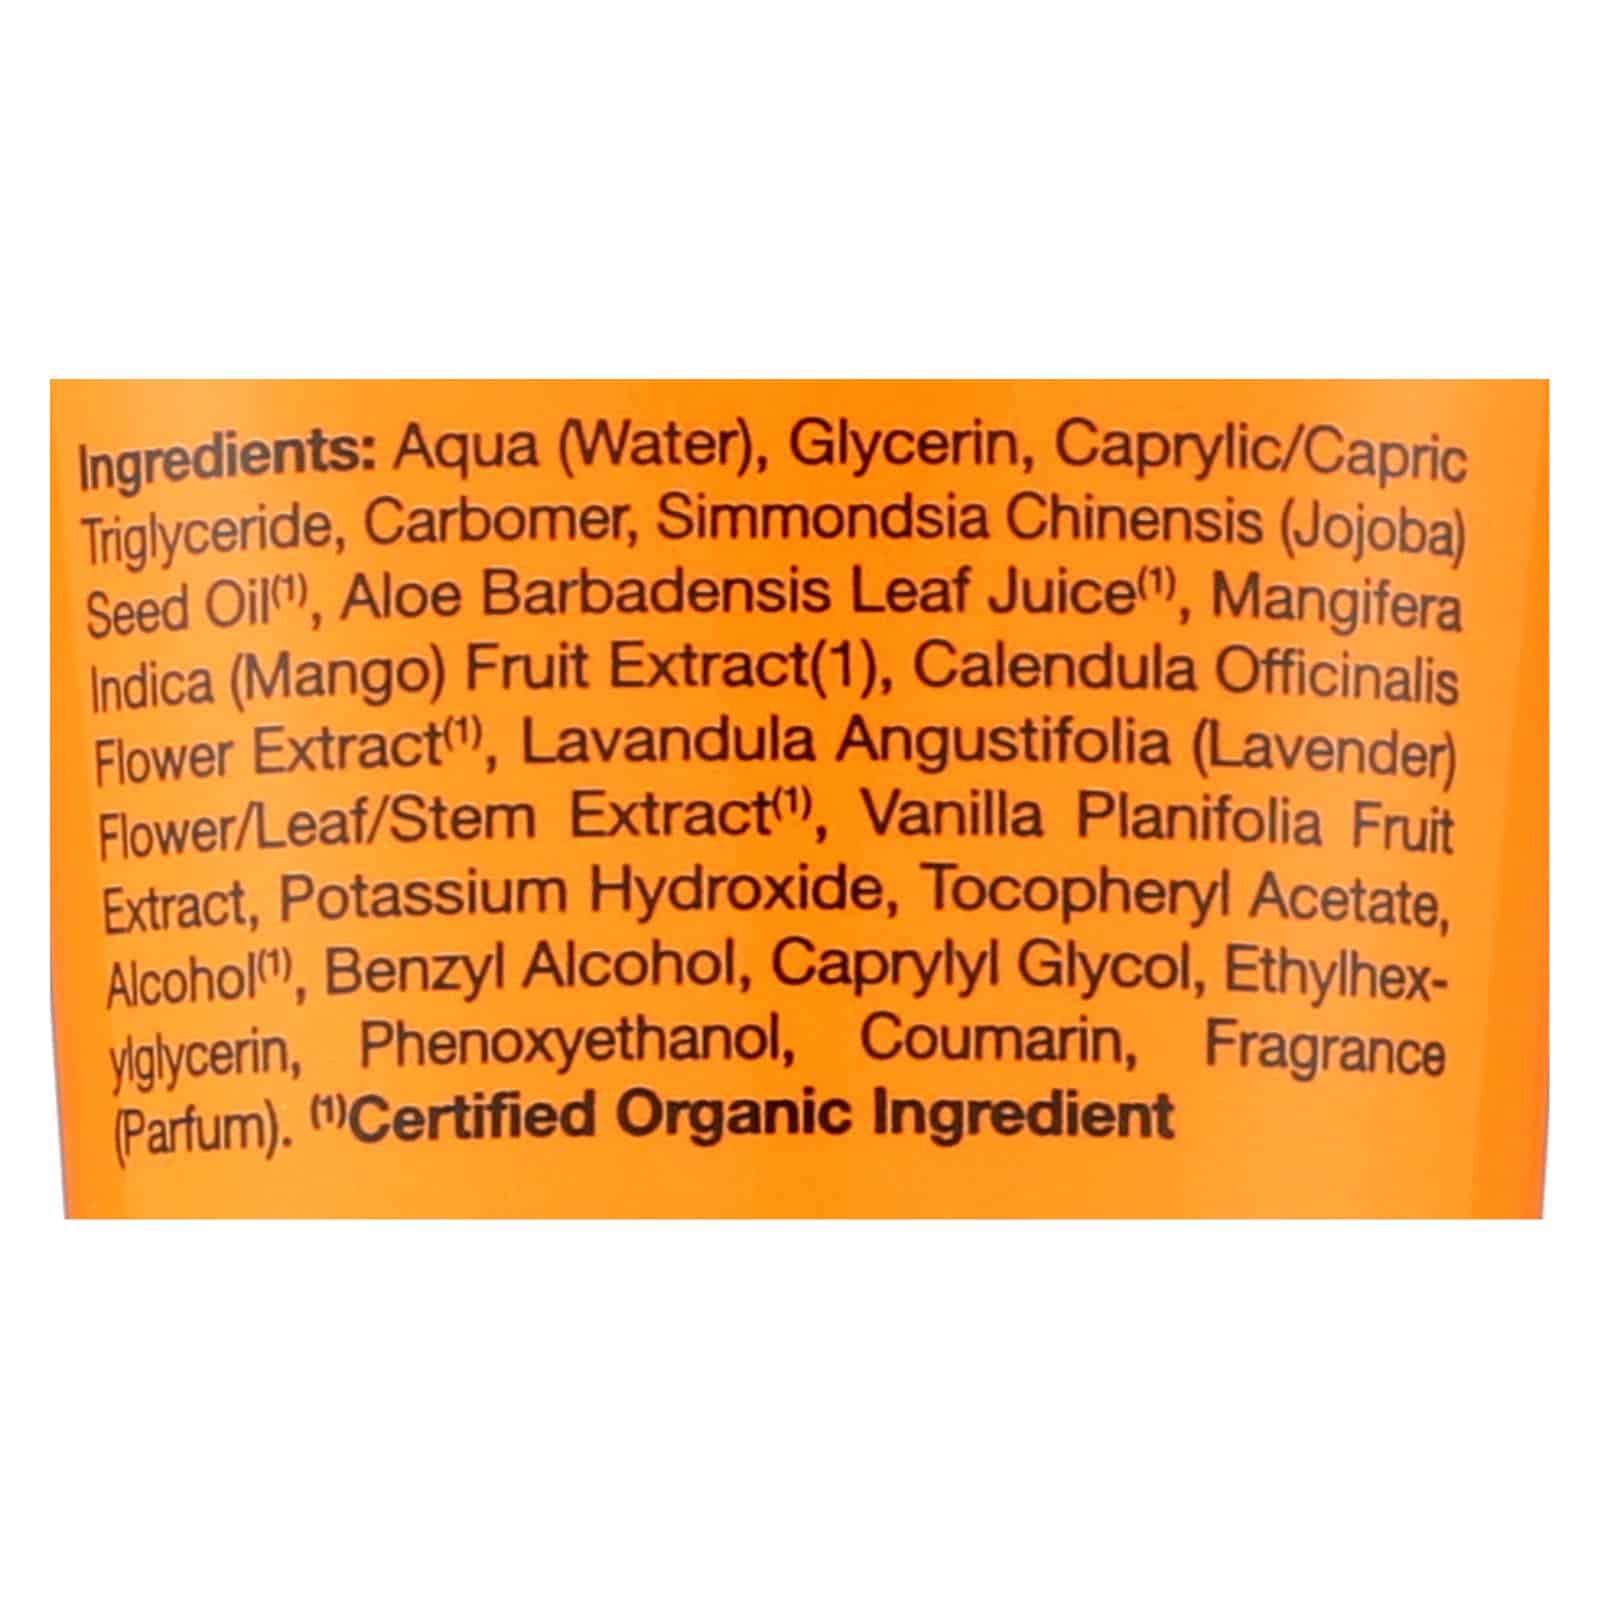 Ingredients: Aqua (Water), Glycerin, Caprylic/Capric
Triglyceride, Carbomer, Simmondsia Chinensis (Jojoba)
Seed Oil⁽¹⁾, Aloe Barbadensis Leaf Juice⁽¹⁾, Mangifera
Indica (Mango) Fruit Extract(1), Calendula Officinalis
Flower Extract⁽¹⁾, Lavandula Angustifolia (Lavender)
Flower/Leaf/Stem Extract⁽¹⁾, Vanilla Planifolia Fruit
Extract, Potassium Hydroxide, Tocopheryl Acetate,
Alcohol⁽¹⁾, Benzyl Alcohol, Caprylyl Glycol, Ethylhex-
ylglycerin, Phenoxyethanol, Coumarin, Fragrance
(Parfum). ⁽¹⁾Certified Organic Ingredient